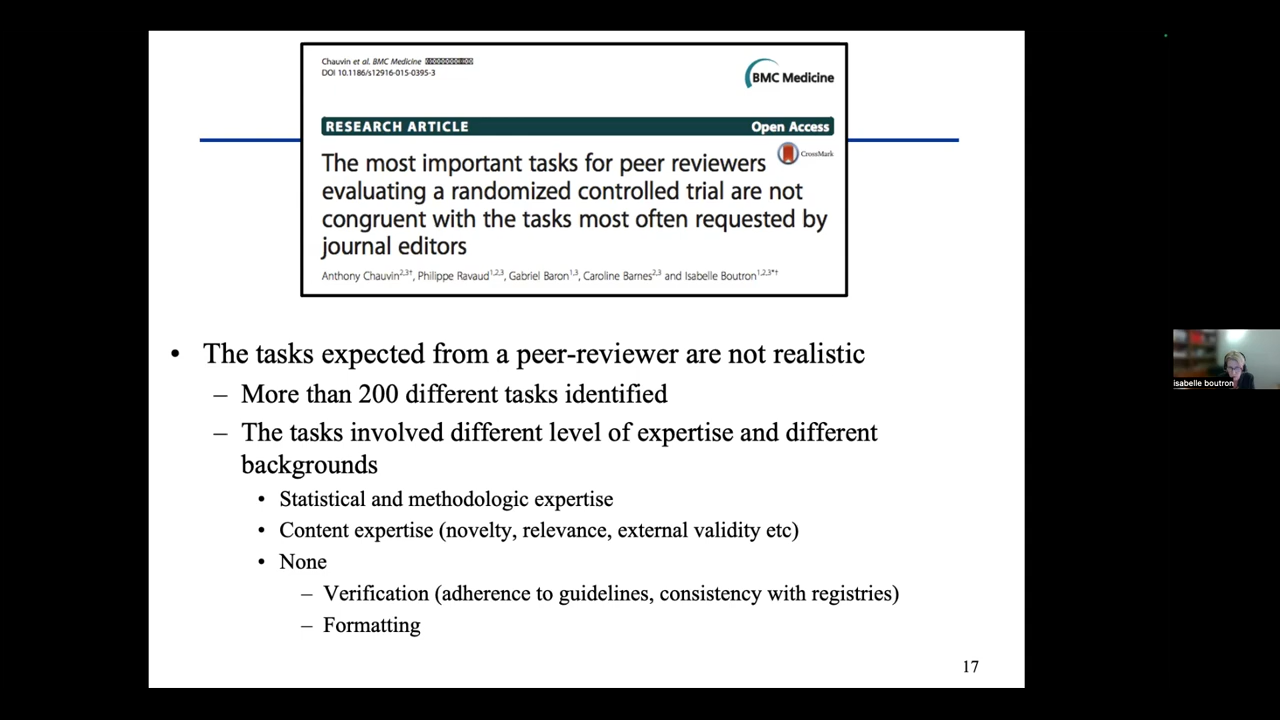 Chauvin et al. BMC Medicine
DOI 10.1186/s12916-015-0395-3
BMC Medicine
RESEARCH ARTICLE Open Access
CrossMark
The most important tasks for peer reviewers
evaluating a randomized controlled trial are not
congruent with the tasks most often requested by
journal editors
Anthony Chauvin2,3†, Philippe Ravaud1,2,3, Gabriel Baron1,3, Caroline Barnes2,3 and Isabelle Boutron1,2,3*†
• The tasks expected from a peer-reviewer are not realistic
– More than 200 different tasks identified
– The tasks involved different level of expertise and different
backgrounds
• Statistical and methodologic expertise
• Content expertise (novelty, relevance, external validity etc)
• None
– Verification (adherence to guidelines, consistency with registries)
– Formatting
17
isabelle boutron